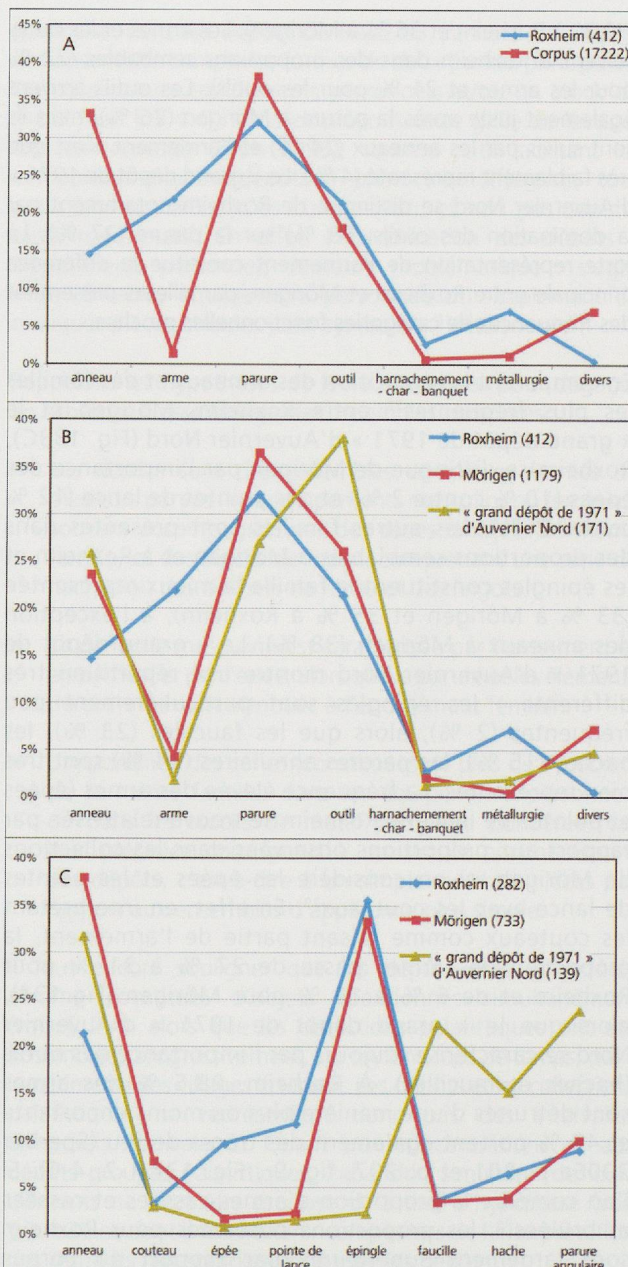 A
Roxheim (412)
Corpus (17222)
45%
40%
35%
30%
25%
20%
15%
10%
5%
0%
anneau arme parure outil harnachement métallurgie divers
- char - banquet
B
Roxheim (412)
Mörigen (1179)
« grand dépôt de 1971 »
d'Auvernier Nord (171)
40%
35%
30%
25%
20%
15%
10%
5%
0%
anneau arme parure outil harnachement métallurgie divers
- char - banquet
C
Roxheim (282)
Mörigen (733)
« grand dépôt de 1971 »
d'Auvernier Nord (139)
40%
35%
30%
25%
20%
15%
10%
5%
0%
anneau couteau épée pointe de épingle faucille hache parure
lance annulaire